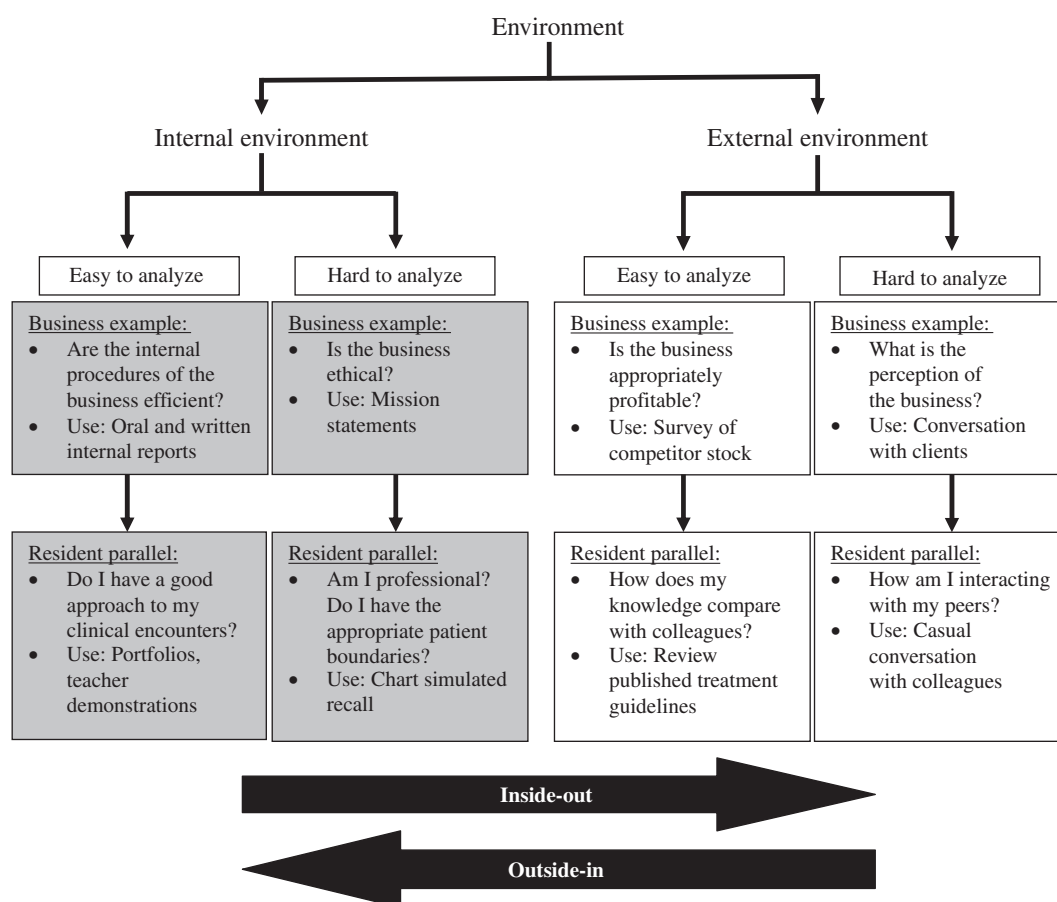 Environment
Internal environment
External environment
Easy to analyze
Hard to analyze
Easy to analyze
Hard to analyze
Business example:
• Are the internal
procedures of the
business efficient?
• Use: Oral and written
internal reports
Business example:
• Is the business
ethical?
• Use: Mission
statements
Business example:
• Is the business
appropriately
profitable?
• Use: Survey of
competitor stock
Business example:
• What is the
perception of
the business?
• Use: Conversation
with clients
Resident parallel:
• Do I have a good
approach to my
clinical encounters?
• Use: Portfolios,
teacher
demonstrations
Resident parallel:
• Am I professional?
Do I have the
appropriate patient
boundaries?
• Use: Chart simulated
recall
Resident parallel:
• How does my
knowledge compare
with colleagues?
• Use: Review
published treatment
guidelines
Resident parallel:
• How am I interacting
with my peers?
• Use: Casual
conversation
with colleagues
Inside-out
Outside-in